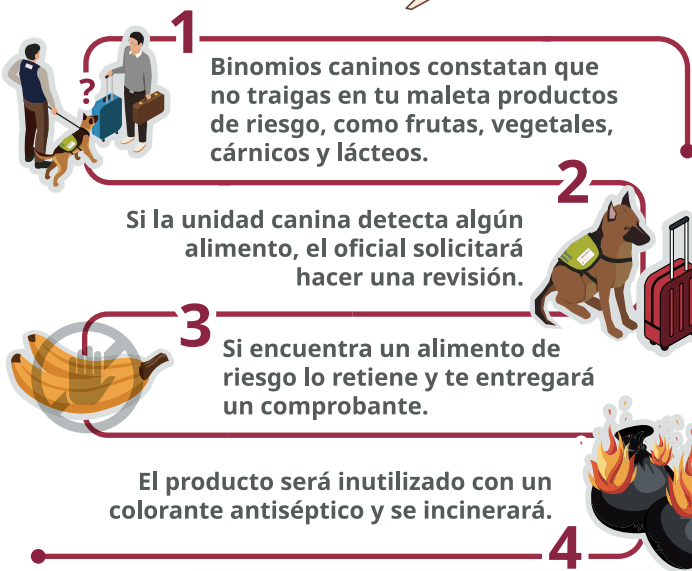 1
Binomios caninos constatan que
no traigas en tu maleta productos
de riesgo, como frutas, vegetales,
cárnicos y lácteos.
?
2
Si la unidad canina detecta algún
alimento, el oficial solicitará
hacer una revisión.
3
Si encuentra un alimento de
riesgo lo retiene y te entregará
un comprobante.
El producto será inutilizado con un
colorante antiséptico y se incinerará.
4